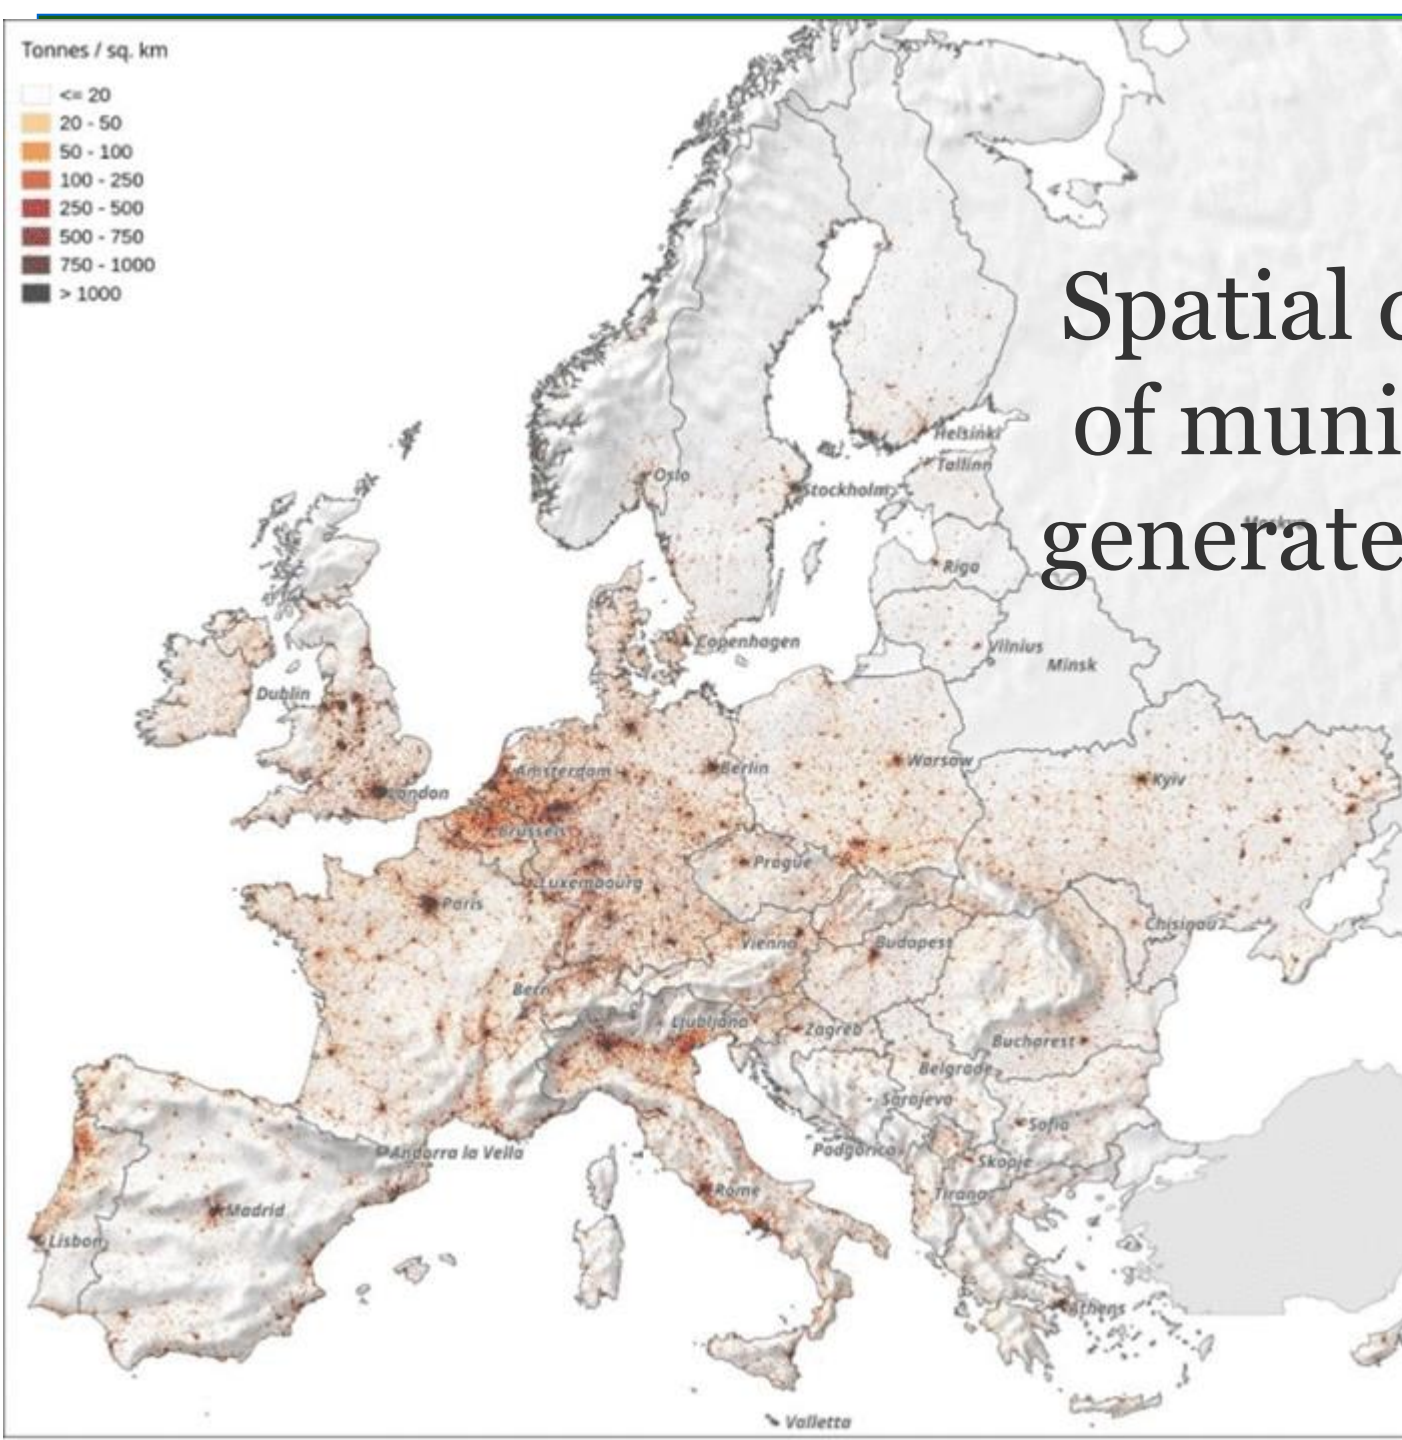 Tonnes / sq. km
<= 20
20 - 50
50 - 100
100 - 250
250 - 500
500 - 750
750 - 1000
> 1000
Spatial
of muni
generate
Helsinki
Tallinn
Oslo
Stockholm
Moskva
Riga
Copenhagen
Vilnius
Minsk
Dublin
Warsaw
Amsterdam
Berlin
Kyiv
London
Brussels
Prague
Luxembourg
Paris
Chisinau
Vienna
Budapest
Bern
Ljubljana
Zagreb
Bucharest
Belgrade
Sarajevo
Sofia
Podgorica
Andorra la Vella
Skopje
Rome
Tirana
Madrid
Lisbon
Athens
Valletta